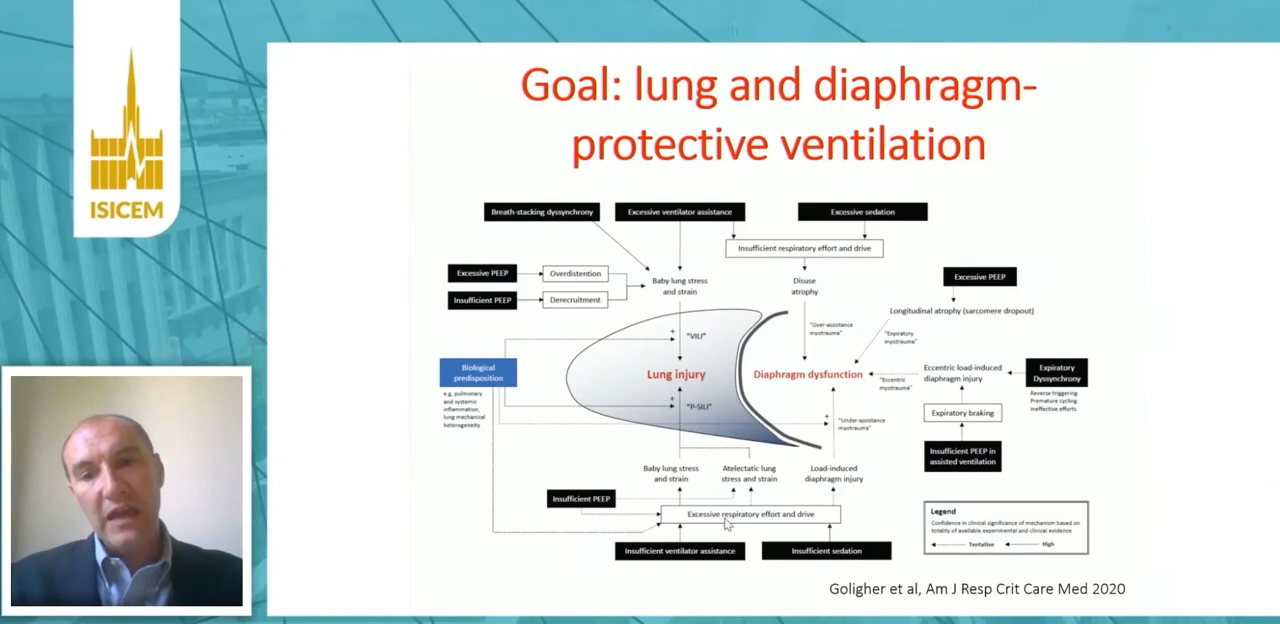 ISICEM
Goal: lung and diaphragm-
protective ventilation
Breath-stacking dyssynchrony
Excessive ventilator assistance
Excessive sedation
Insufficient respiratory effort and drive
Excessive PEEP
Overdistention
Insufficient PEEP
Derecruitment
Baby lung stress
and strain
Disuse
atrophy
Excessive PEEP
Longitudinal atrophy (sarcomere dropout)
"Over-assistance
myotrauma"
"Expiratory
myotrauma"
+
"VILI"
Biological
predisposition
e.g. pulmonary
and systemic
inflammation,
lung mechanical
heterogeneity
Lung injury
Diaphragm dysfunction
"Eccentric
myotrauma"
Eccentric load-induced
diaphragm injury
Expiratory
Dyssynchrony
Reverse triggering
Premature cycling
Ineffective efforts
+
"P-SILI"
+
"Under-assistance
myotrauma"
Expiratory braking
Insufficient PEEP in
assisted ventilation
Baby lung stress
and strain
Atelectatic lung
stress and strain
Load-induced
diaphragm injury
Insufficient PEEP
Excessive respiratory effort and drive
Insufficient ventilator assistance
Insufficient sedation
Legend
Confidence in clinical significance of mechanism based on
totality of available experimental and clinical evidence
Tentative
High
Goligher et al, Am J Resp Crit Care Med 2020